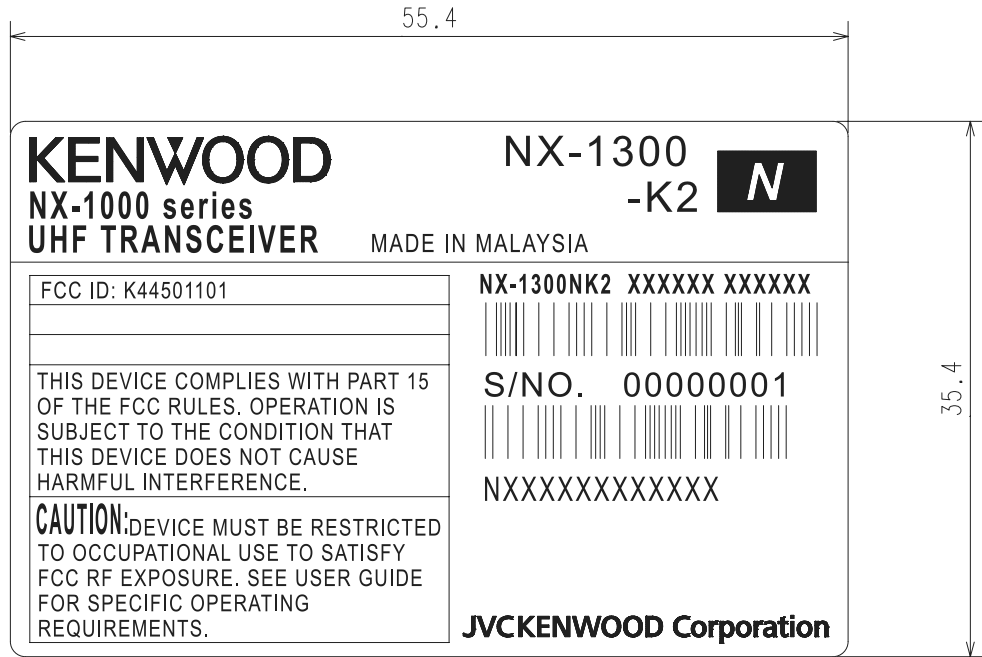 55.4
KENWOOD
NX-1000 series
UHF TRANSCEIVER
MADE IN MALAYSIA
NX-1300
-K2
N
FCC ID: K44501101
THIS DEVICE COMPLIES WITH PART 15
OF THE FCC RULES. OPERATION IS
SUBJECT TO THE CONDITION THAT
THIS DEVICE DOES NOT CAUSE
HARMFUL INTERFERENCE.
CAUTION:DEVICE MUST BE RESTRICTED
TO OCCUPATIONAL USE TO SATISFY
FCC RF EXPOSURE. SEE USER GUIDE
FOR SPECIFIC OPERATING
REQUIREMENTS.
NX-1300NK2 XXXXXX XXXXXX
S/NO. 00000001
NXXXXXXXXXXXX
JVCKENWOOD Corporation
35.4